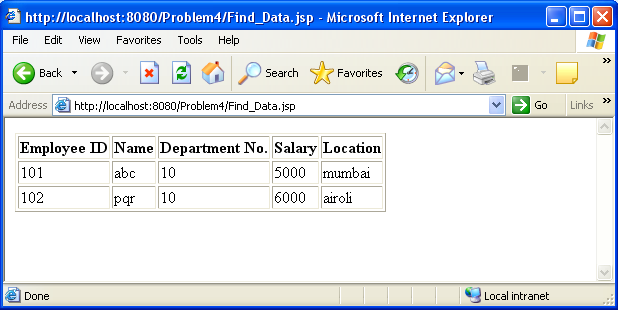 http://localhost:8080/Problem4/Find_Data.jsp - Microsoft Internet Explorer
File Edit View Favorites Tools Help »
Back Search Favorites »
Address http://localhost:8080/Problem4/Find_Data.jsp Go Links »
Employee ID Name Department No. Salary Location
101 abc 10 5000 mumbai
102 pqr 10 6000 airoli
Done Local intranet